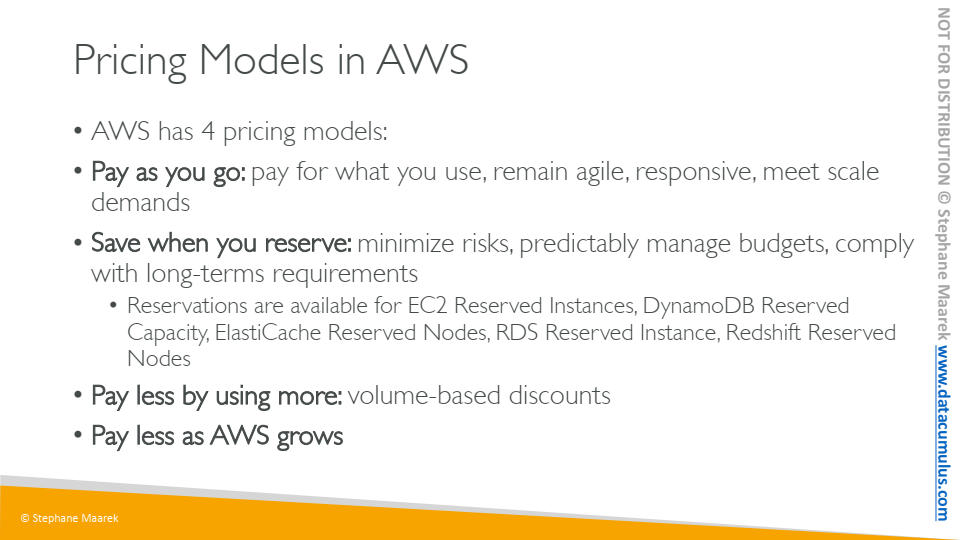 Pricing Models in AWS
• AWS has 4 pricing models:
• Pay as you go: pay for what you use, remain agile, responsive, meet scale
demands
• Save when you reserve: minimize risks, predictably manage budgets, comply
with long-terms requirements
• Reservations are available for EC2 Reserved Instances, DynamoDB Reserved
Capacity, ElastiCache Reserved Nodes, RDS Reserved Instance, Redshift Reserved
Nodes
• Pay less by using more: volume-based discounts
• Pay less as AWS grows
© Stephane Maarek
NOT FOR DISTRIBUTION © Stephane Maarek www.datacumulus.com